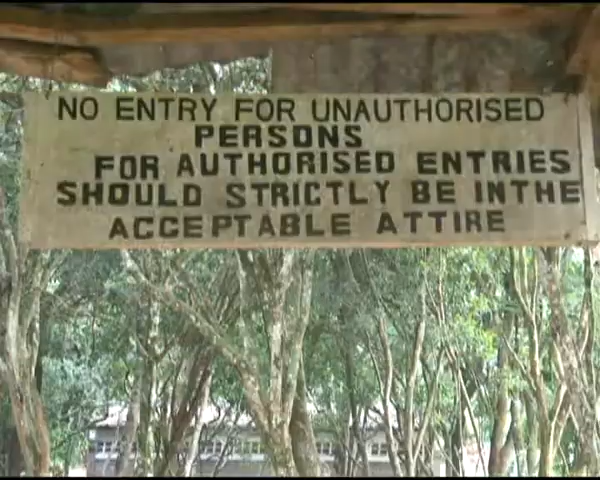 NO ENTRY FOR UNAUTHORISED
PERSONS
FOR AUTHORISED ENTRIES
SHOULD STRICTLY BE INTHE
ACCEPTABLE ATTIRE